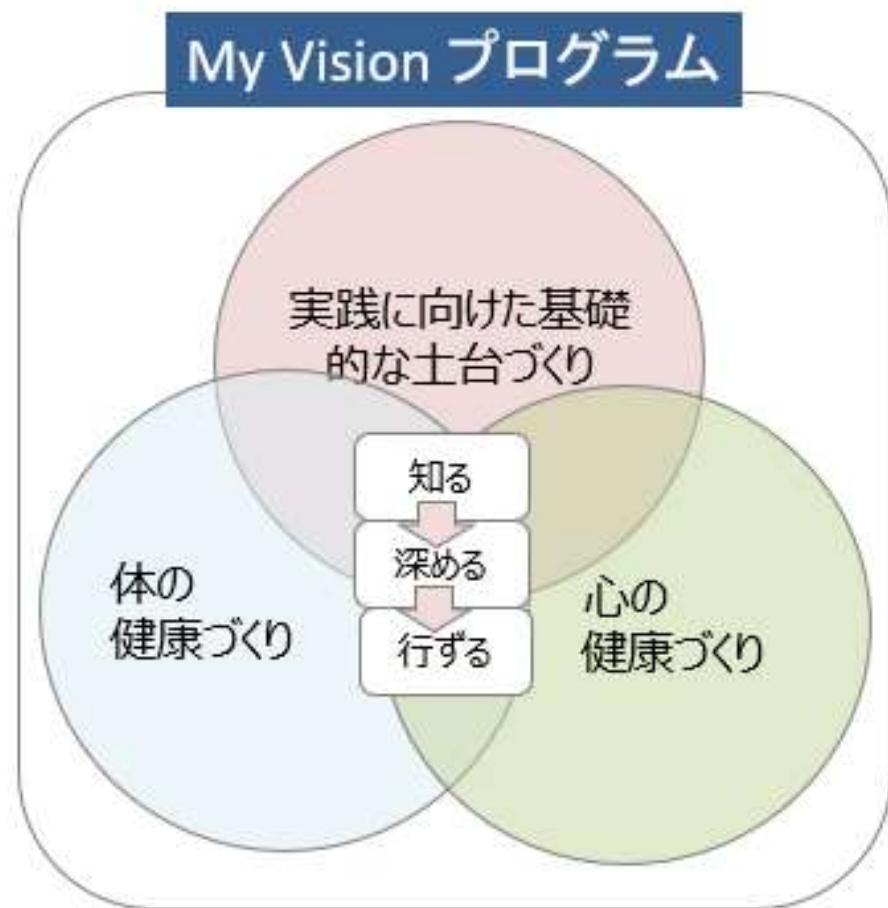 My Vision プログラム
実践に向けた基礎
的な土台づくり
知る
深める
行ずる
体の
健康づくり
心の
健康づくり